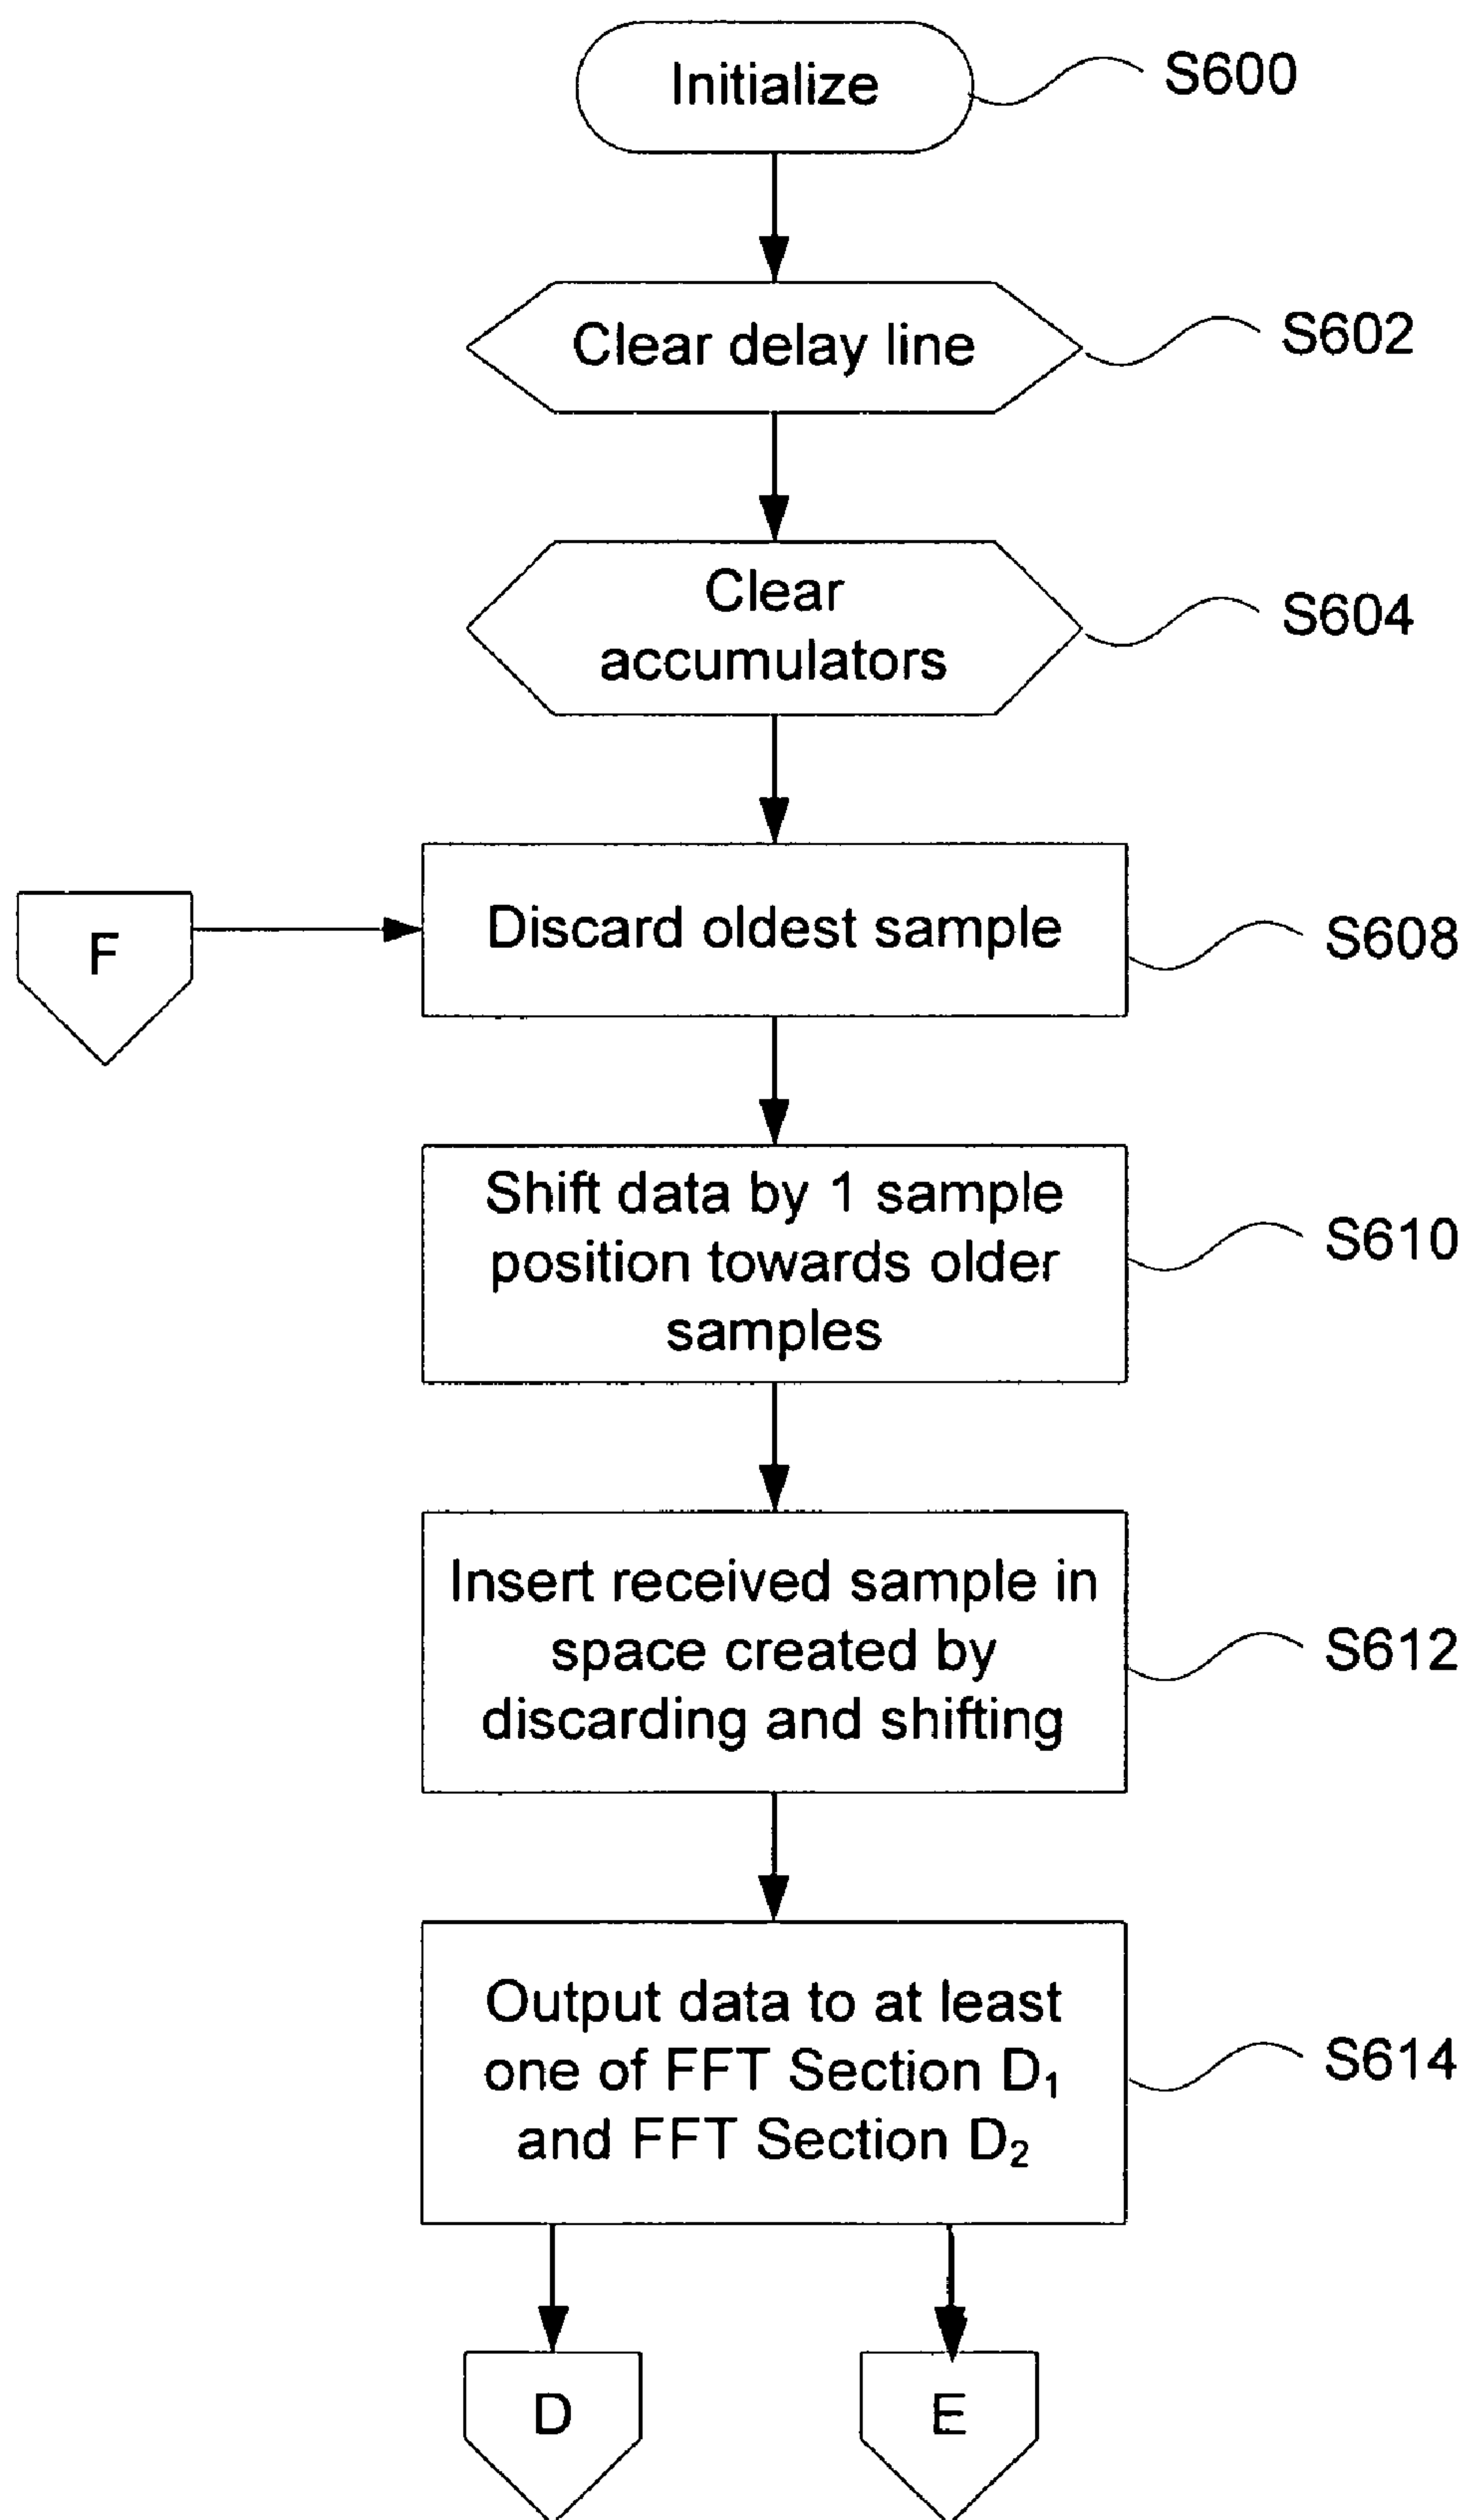 Initialize
S600
Clear delay line
S602
Clear
accumulators
S604
F
Discard oldest sample
S608
Shift data by 1 sample
position towards older
samples
S610
Insert received sample in
space created by
discarding and shifting
S612
Output data to at least
one of FFT Section D₁
and FFT Section D₂
S614
D
E